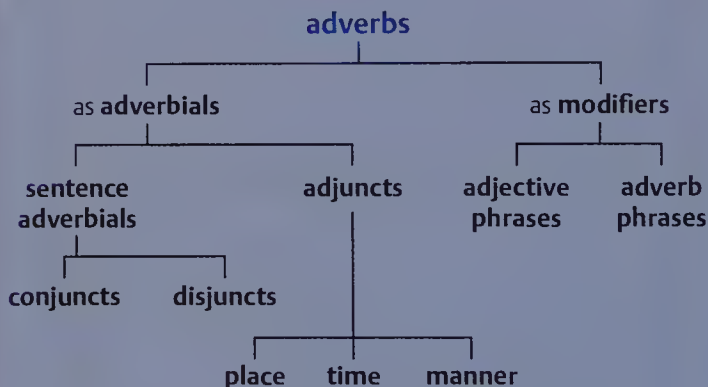 adverbs
as adverbials
as modifiers
sentence
adverbials
adjuncts
adjective
phrases
adverb
phrases
conjuncts
disjuncts
place
time
manner